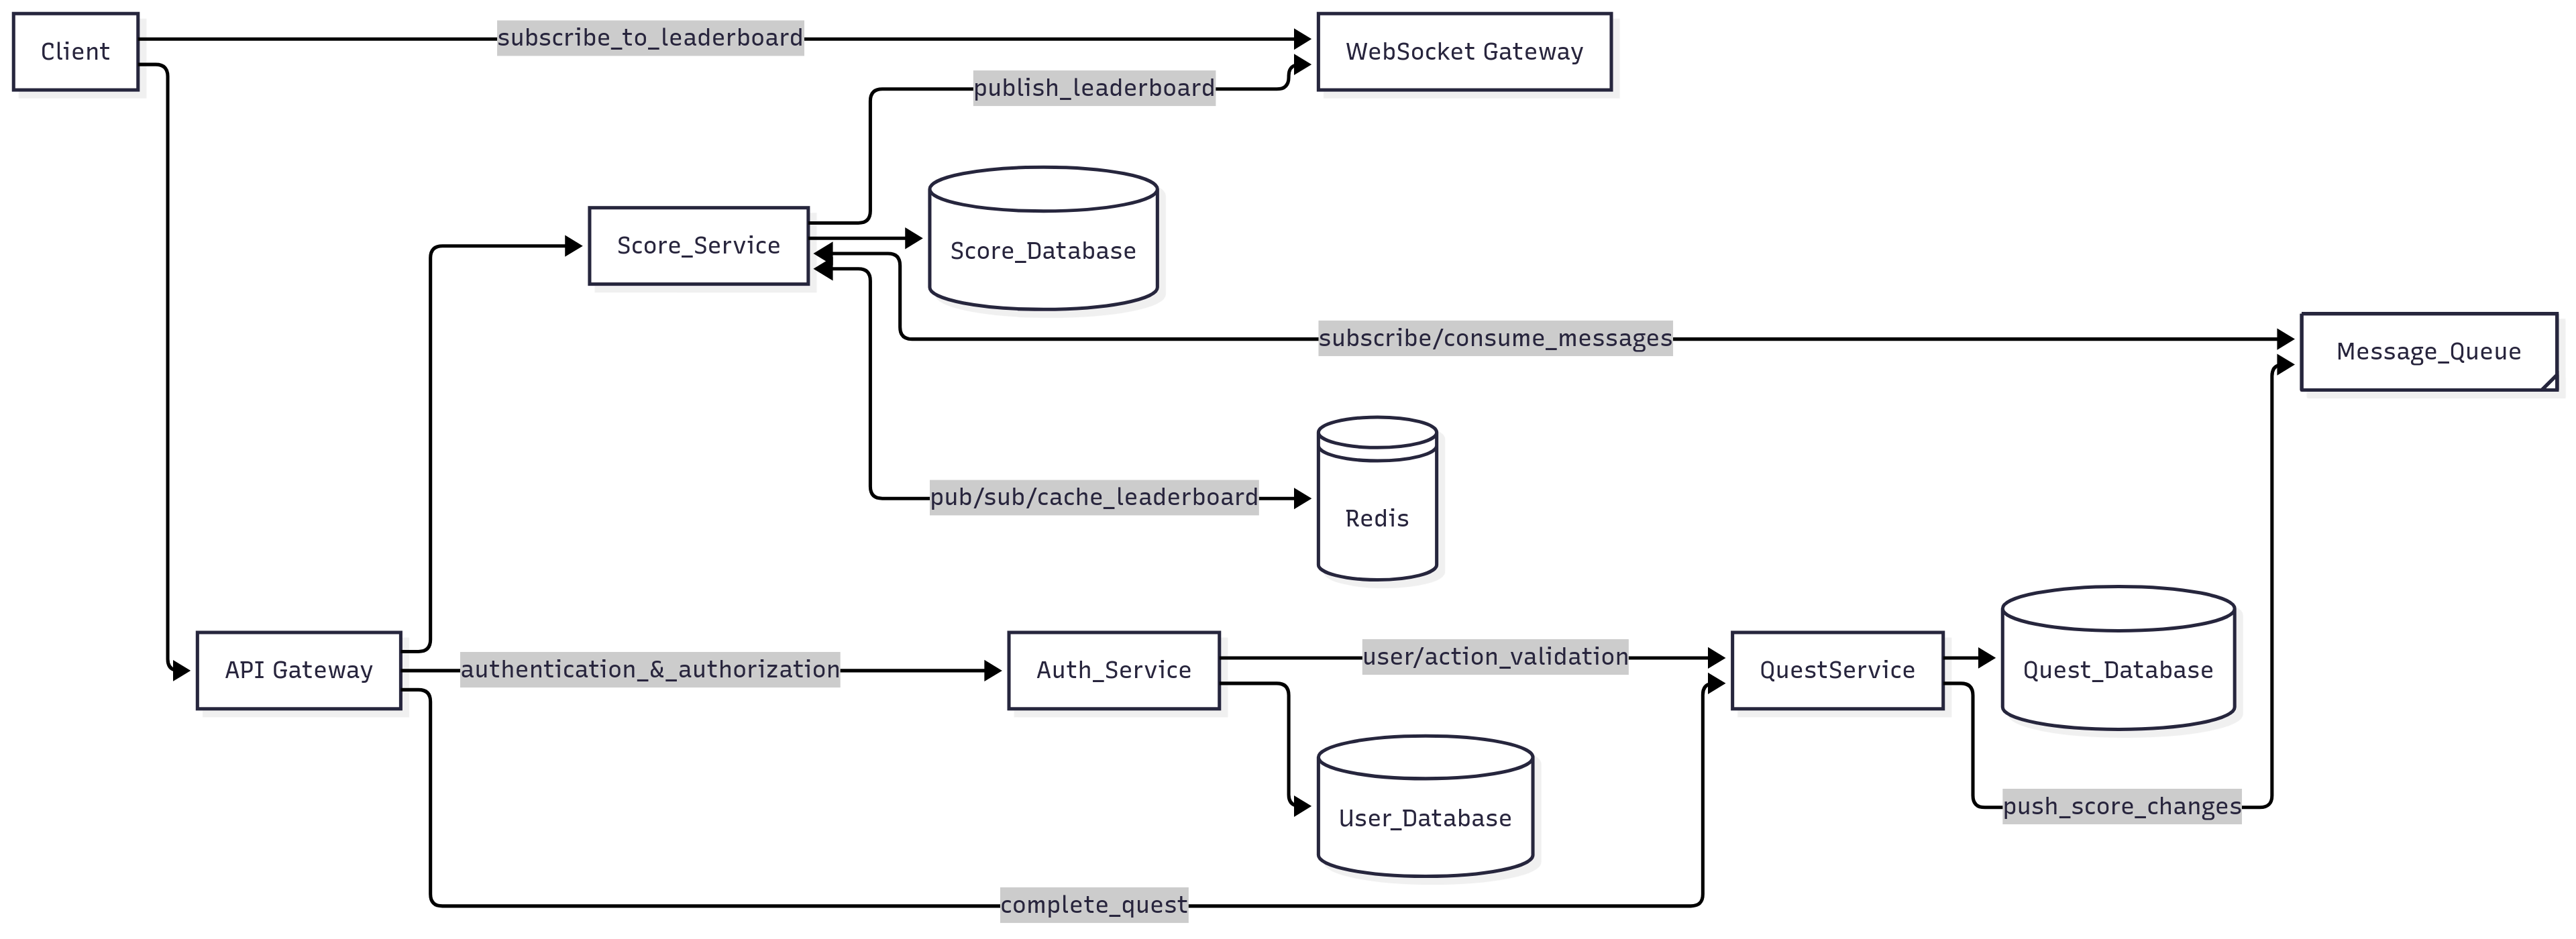 Client
subscribe_to_leaderboard
WebSocket Gateway
publish_leaderboard
Score_Service
Score_Database
subscribe/consume_messages
Message_Queue
pub/sub/cache_leaderboard
Redis
API Gateway
authentication_&_authorization
Auth_Service
user/action_validation
QuestService
Quest_Database
User_Database
push_score_changes
complete_quest